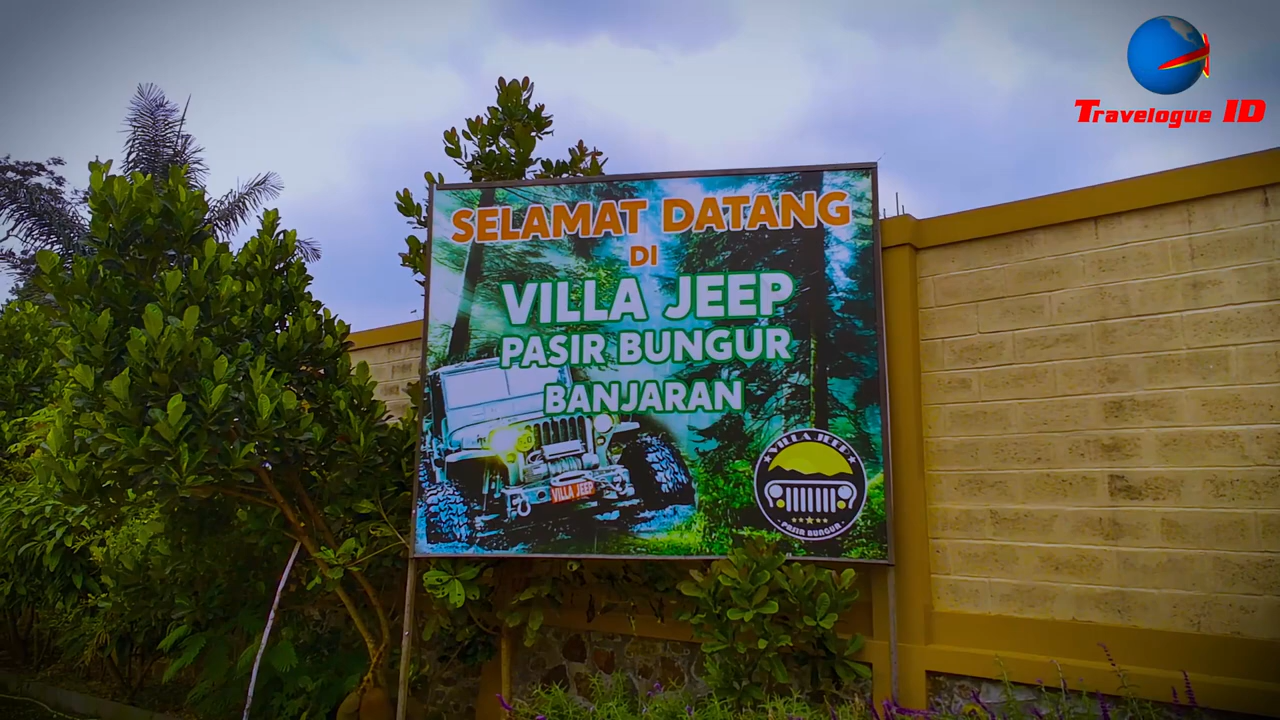 Travelogue ID
SELAMAT DATANG
DI
VILLA JEEP
PASIR BUNGUR
BANJARAN
VILLA JEEP
VILLA JEEP
PASIR BUNGUR